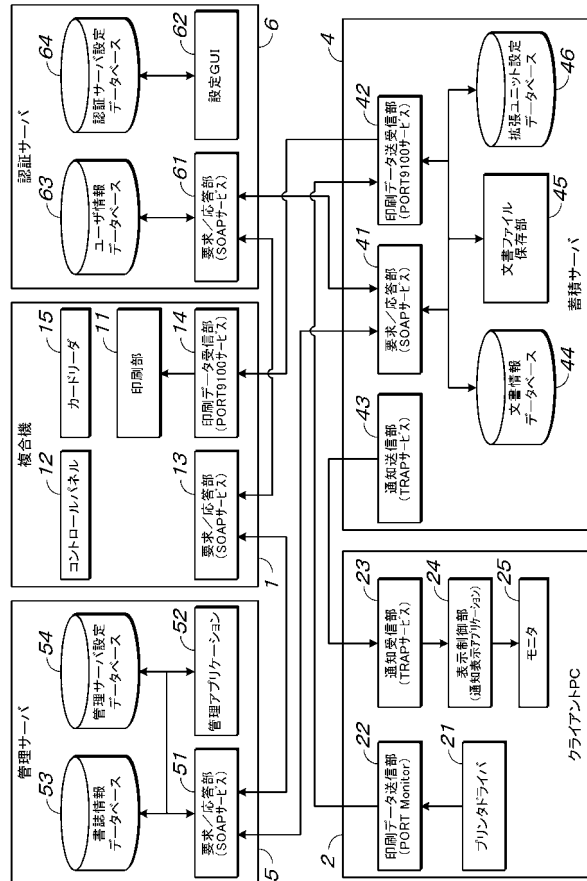 管理サーバ
53
書誌情報
データベース
54
管理サーバ設定
データベース
51
要求／応答部
(SOAPサービス)
52
管理アプリケーション
5
複合機
12
コントロールパネル
15
カードリーダ
11
印刷部
13
要求／応答部
(SOAPサービス)
14
印刷データ受信部
(PORT9100サービス)
1
認証サーバ
63
ユーザ情報
データベース
64
認証サーバ設定
データベース
61
要求／応答部
(SOAPサービス)
62
設定GUI
6
2
22
印刷データ送信部
(PORT Monitor)
21
プリンタドライバ
23
通知受信部
(TRAPサービス)
24
表示制御部
(通知表示アプリケーション)
25
モニタ
クライアントPC
4
43
通知送信部
(TRAPサービス)
41
要求／応答部
(SOAPサービス)
42
印刷データ送受信部
(PORT9100サービス)
44
文書情報
データベース
45
文書ファイル
保存部
46
拡張ユニット設定
データベース
蓄積サーバ